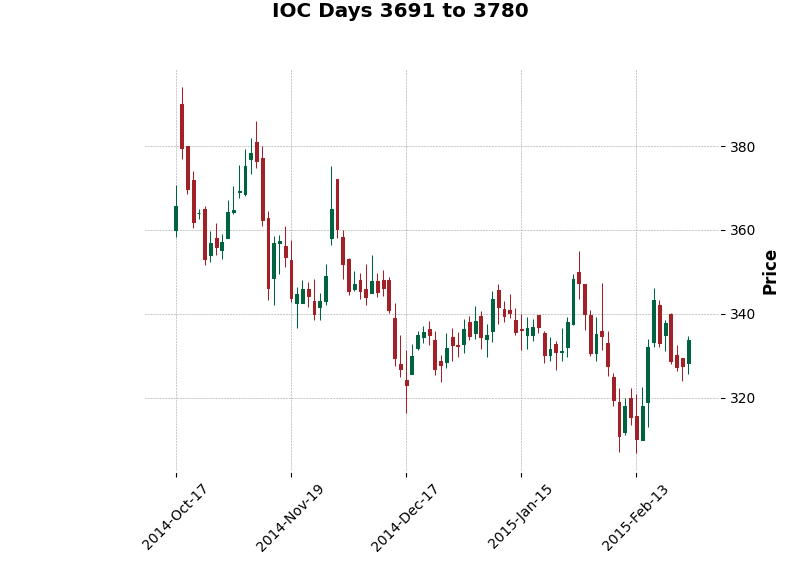 IOC Days 3691 to 3780
380
360
340
320
Price
2014-Oct-17
2014-Nov-19
2014-Dec-17
2015-Jan-15
2015-Feb-13